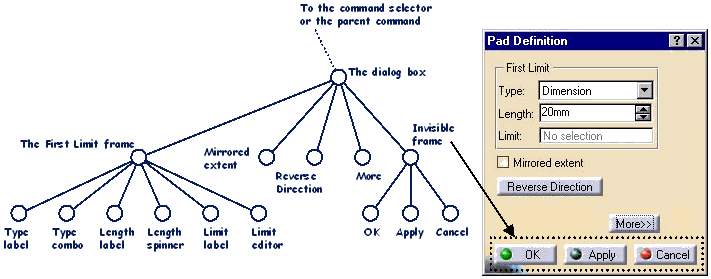 To the command selector
or the parent command
The dialog box
The First Limit frame
Mirrored
extent
Reverse
Direction
More
Invisible
frame
Type
label
Type
combo
Length
label
Length
spinner
Limit
label
Limit
editor
OK
Apply
Cancel
Pad Definition
First Limit
Type:
Dimension
Length:
20mm
Limit:
No selection
Mirrored extent
Reverse Direction
More>>
OK
Apply
Cancel